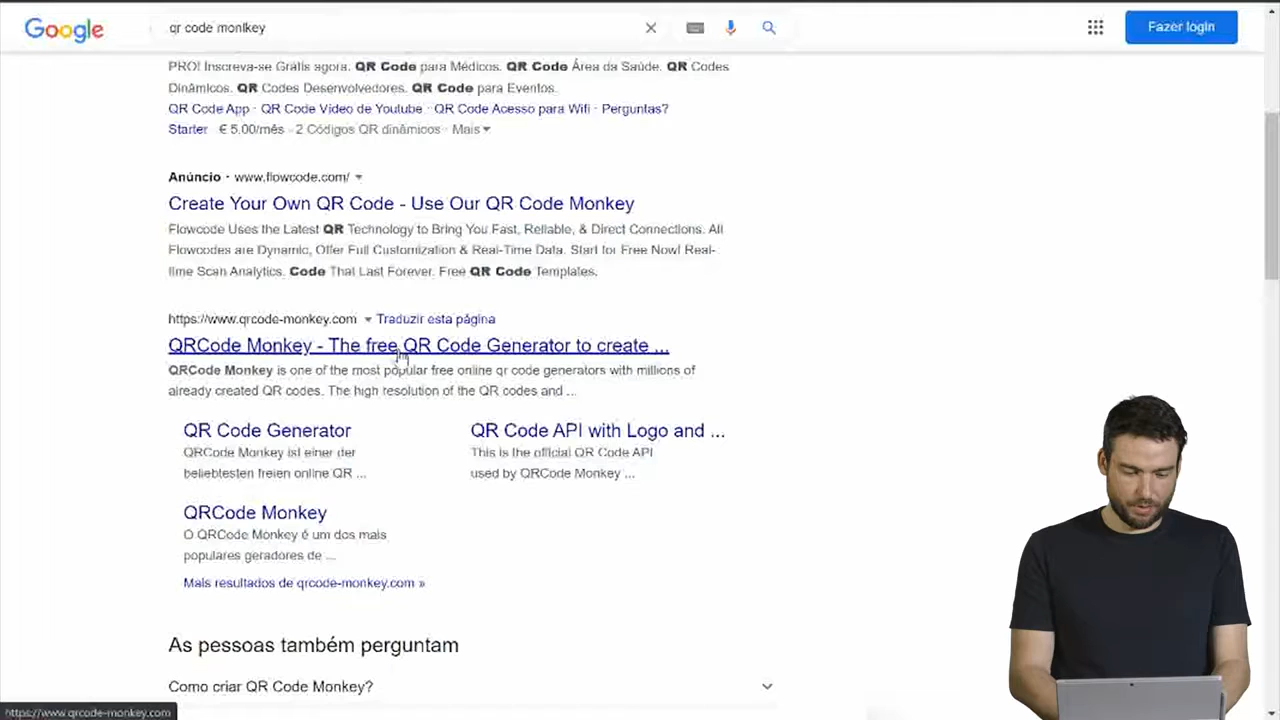 Google
qr code monlkey
Fazer login
PRO! Inscreva-se Grátis agora. QR Code para Médicos. QR Code Área da Saúde. QR Codes
Dinâmicos. QR Codes Desenvolvedores. QR Code para Eventos.
QR Code App · QR Code Vídeo de Youtube · QR Code Acesso para Wifi · Perguntas?
Starter € 5.00/mês · 2 Códigos QR dinâmicos · Mais
Anúncio · www.flowcode.com/
Create Your Own QR Code - Use Our QR Code Monkey
Flowcode Uses the Latest QR Technology to Bring You Fast, Reliable, & Direct Connections. All
Flowcodes are Dynamic, Offer Full Customization & Real-Time Data. Start for Free Now! Real-
time Scan Analytics. Code That Last Forever. Free QR Code Templates.
https://www.qrcode-monkey.com Traduzir esta página
QRCode Monkey - The free QR Code Generator to create ...
QRCode Monkey is one of the most popular free online qr code generators with millions of
already created QR codes. The high resolution of the QR codes and ...
QR Code Generator
QRCode Monkey ist einer der
beliebtesten freien online QR ...
QR Code API with Logo and ...
This is the official QR Code API
used by QRCode Monkey ...
QRCode Monkey
O QRCode Monkey é um dos mais
populares geradores de ...
Mais resultados de qrcode-monkey.com »
As pessoas também perguntam
Como criar QR Code Monkey?
https://www.qrcode-monkey.com